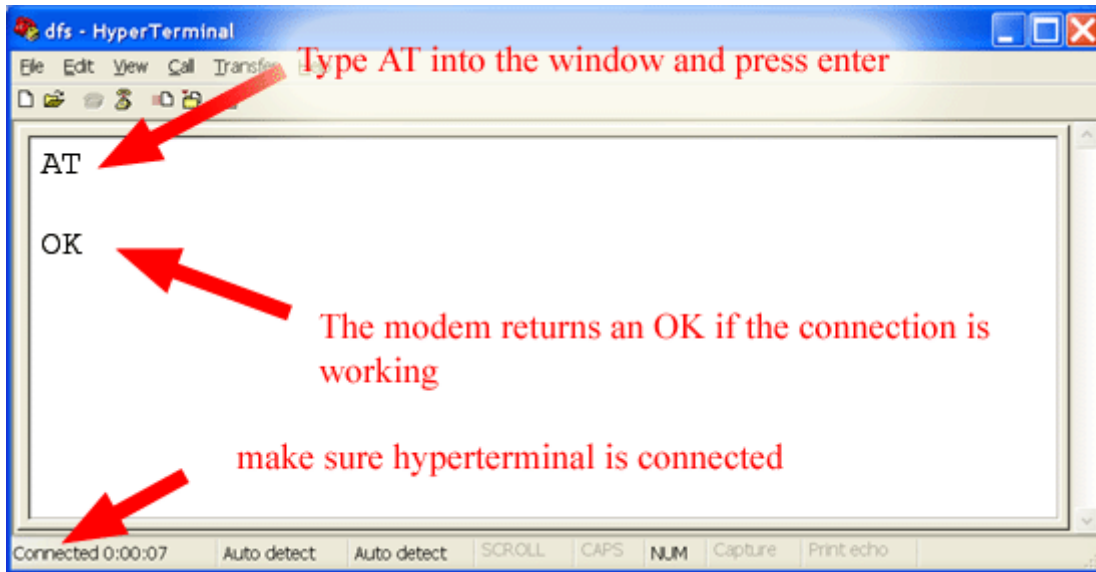 dfs - HyperTerminal
File Edit View Call Transfer Help
Type AT into the window and press enter
AT
OK
The modem returns an OK if the connection is
working
make sure hyperterminal is connected
Connected 0:00:07 Auto detect Auto detect SCROLL CAPS NUM Capture Print echo